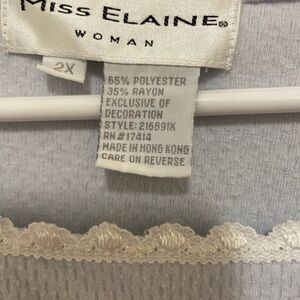 MISS ELAINE®
WOMAN
2X
65% POLYESTER
35% RAYON
EXCLUSIVE OF
DECORATION
STYLE: 216891X
RN#17414
MADE IN HONG KONG
CARE ON REVERSE